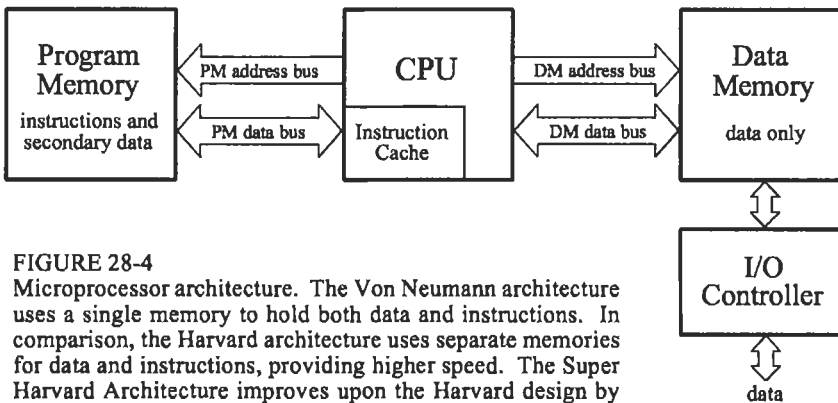 Program
Memory
instructions and
secondary data
PM address bus
PM data bus
CPU
Instruction
Cache
DM address bus
DM data bus
Data
Memory
data only
I/O
Controller
data
FIGURE 28-4
Microprocessor architecture. The Von Neumann architecture
uses a single memory to hold both data and instructions. In
comparison, the Harvard architecture uses separate memories
for data and instructions, providing higher speed. The Super
Harvard Architecture improves upon the Harvard design by